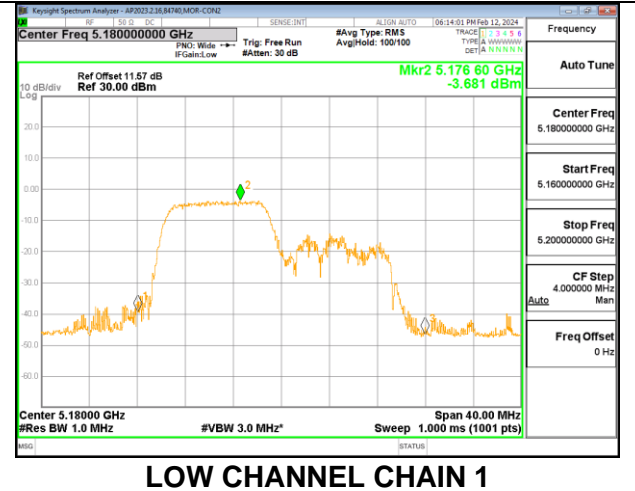 Keysight Spectrum Analyzer - AP2023.2.16,84740,MOR-CON2
RF 50 Ω DC SENSE:INT ALIGN AUTO 06:14:01 PM Feb 12, 2024
Center Freq 5.180000000 GHz
PNO: Wide
IFGain:Low
Trig: Free Run
#Atten: 30 dB
#Avg Type: RMS
Avg|Hold: 100/100
TRACE 1 2 3 4 5 6
TYPE A WWWWW
DET A N N N N N
Frequency
Ref Offset 11.57 dB
Ref 30.00 dBm
10 dB/div
Log
Mkr2 5.176 60 GHz
-3.681 dBm
20.0
10.0
0.00
-10.0
-20.0
-30.0
-40.0
-50.0
-60.0
2
1
Center 5.18000 GHz
#Res BW 1.0 MHz
#VBW 3.0 MHz*
Span 40.00 MHz
Sweep 1.000 ms (1001 pts)
MSG
STATUS
Auto Tune
Center Freq
5.180000000 GHz
Start Freq
5.160000000 GHz
Stop Freq
5.200000000 GHz
CF Step
4.000000 MHz
Auto Man
Freq Offset
0 Hz
LOW CHANNEL CHAIN 1